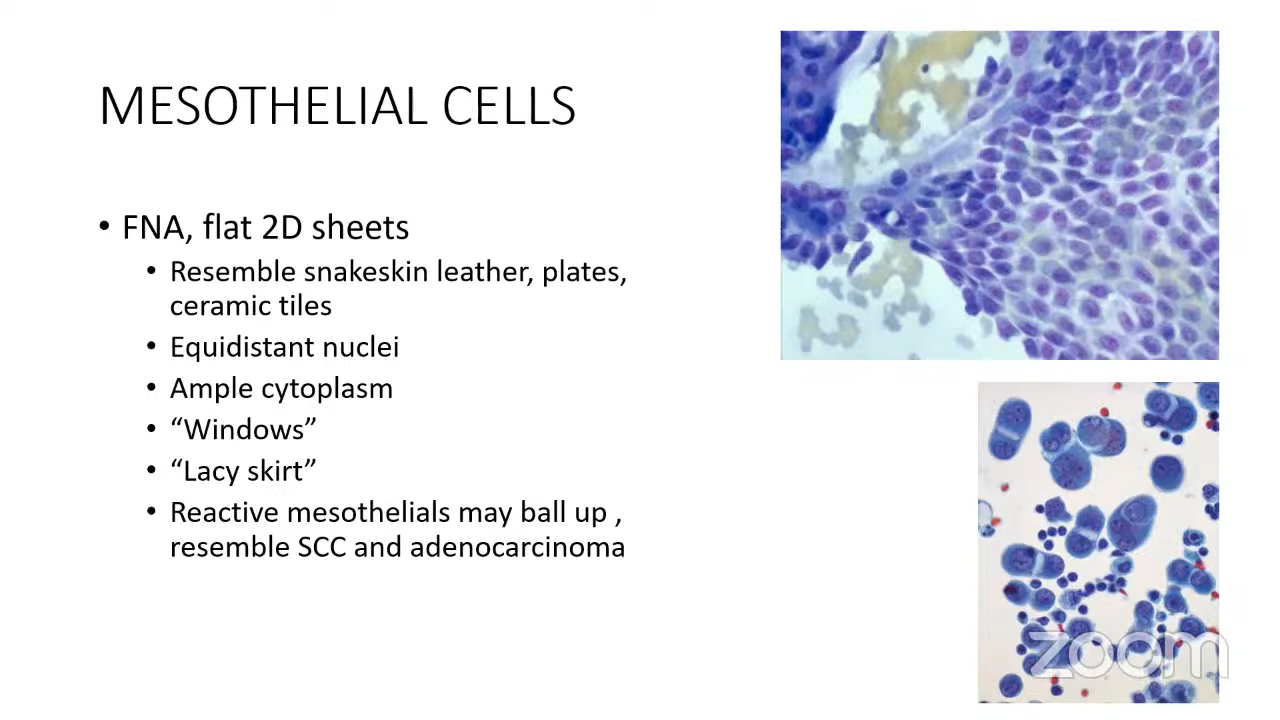 MESOTHELIAL CELLS
• FNA, flat 2D sheets
• Resemble snakeskin leather, plates,
ceramic tiles
• Equidistant nuclei
• Ample cytoplasm
• “Windows”
• “Lacy skirt”
• Reactive mesothelials may ball up ,
resemble SCC and adenocarcinoma
zoom